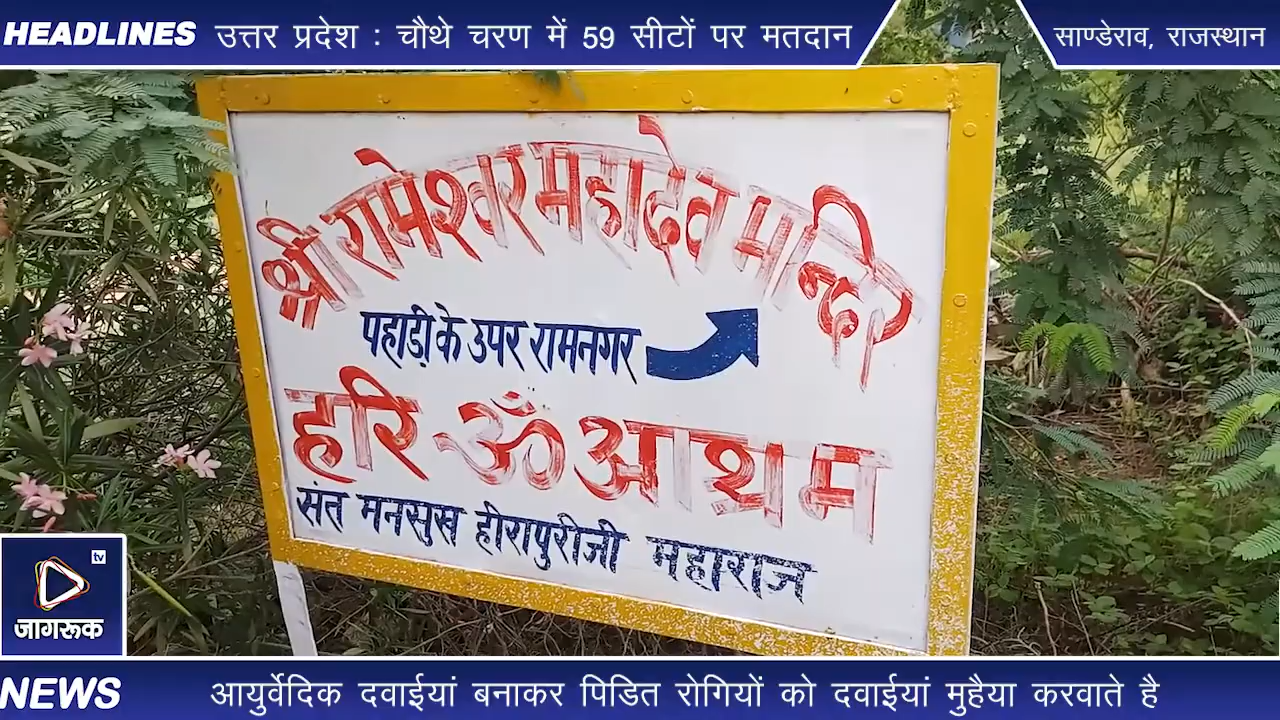 HEADLINES उत्तर प्रदेश : चौथे चरण में 59 सीटों पर मतदान
साण्डेराव, राजस्थान
श्री रामेश्वर महादेव मन्दिर
पहाडी़ के उपर रामनगर
हरि ॐ आश्रम
संत मनसुस हीरापुरीजी महाराज
tv
जागरूक
NEWS आयुर्वेदिक दवाईयां बनाकर पिडित रोगियों को दवाईयां मुहैया करवाते है